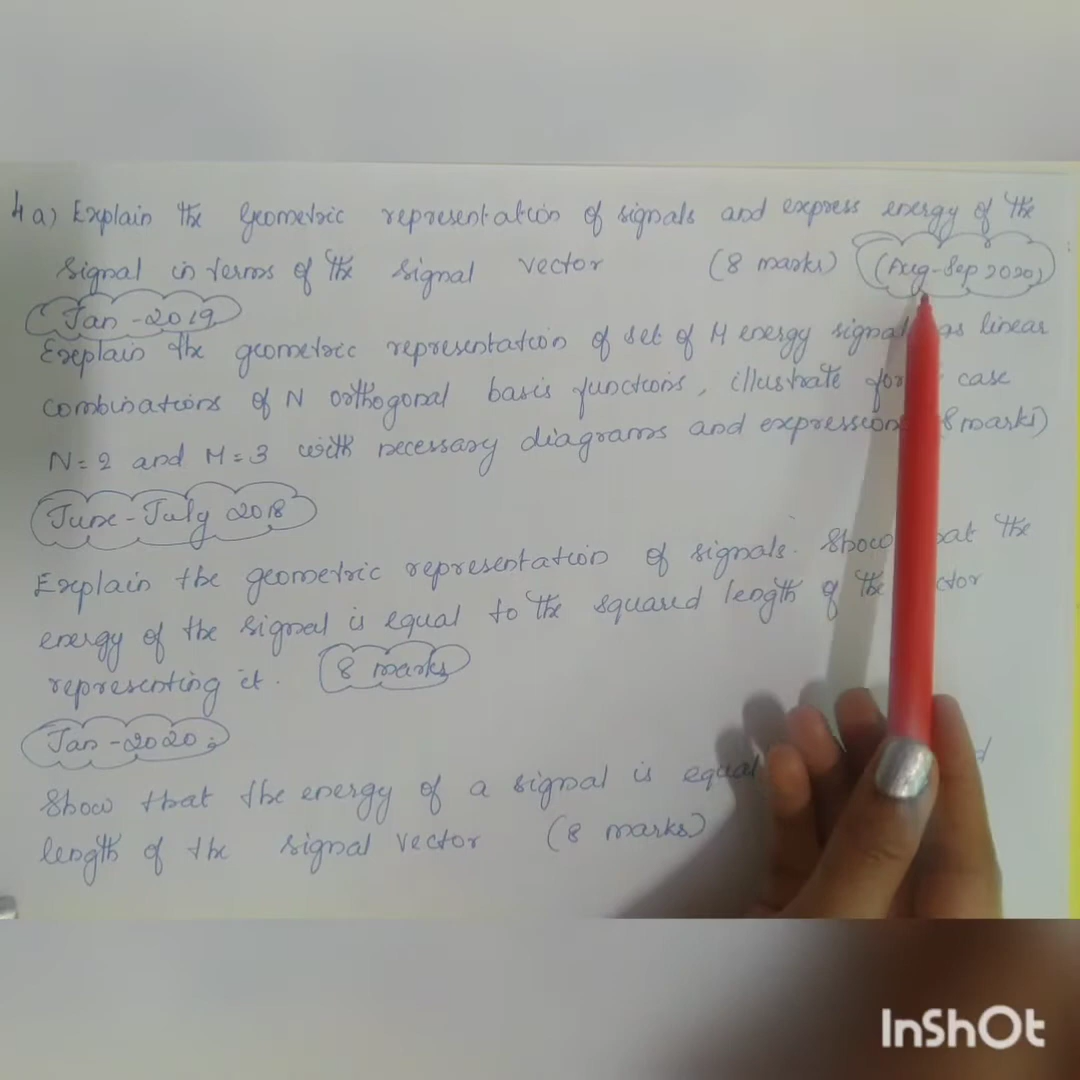 4a) Explain the Geometric representation of signals and express energy of the
signal in terms of the signal vector (8 marks) (Aug-Sep 2020)
Jan -2019
Explain the geometric representation of set of M energy signal as linear
combinations of N orthogonal basis functions, illustrate for case
N=2 and M=3 with necessary diagrams and expression (8 marks)
June-July 2018
Explain the geometric representation of signals. Show the
energy of the signal is equal to the squared length of the
representing it. 8 marks
Jan -2020:
Show that the energy of a signal is equal
length of the signal vector (8 marks)
InShOt